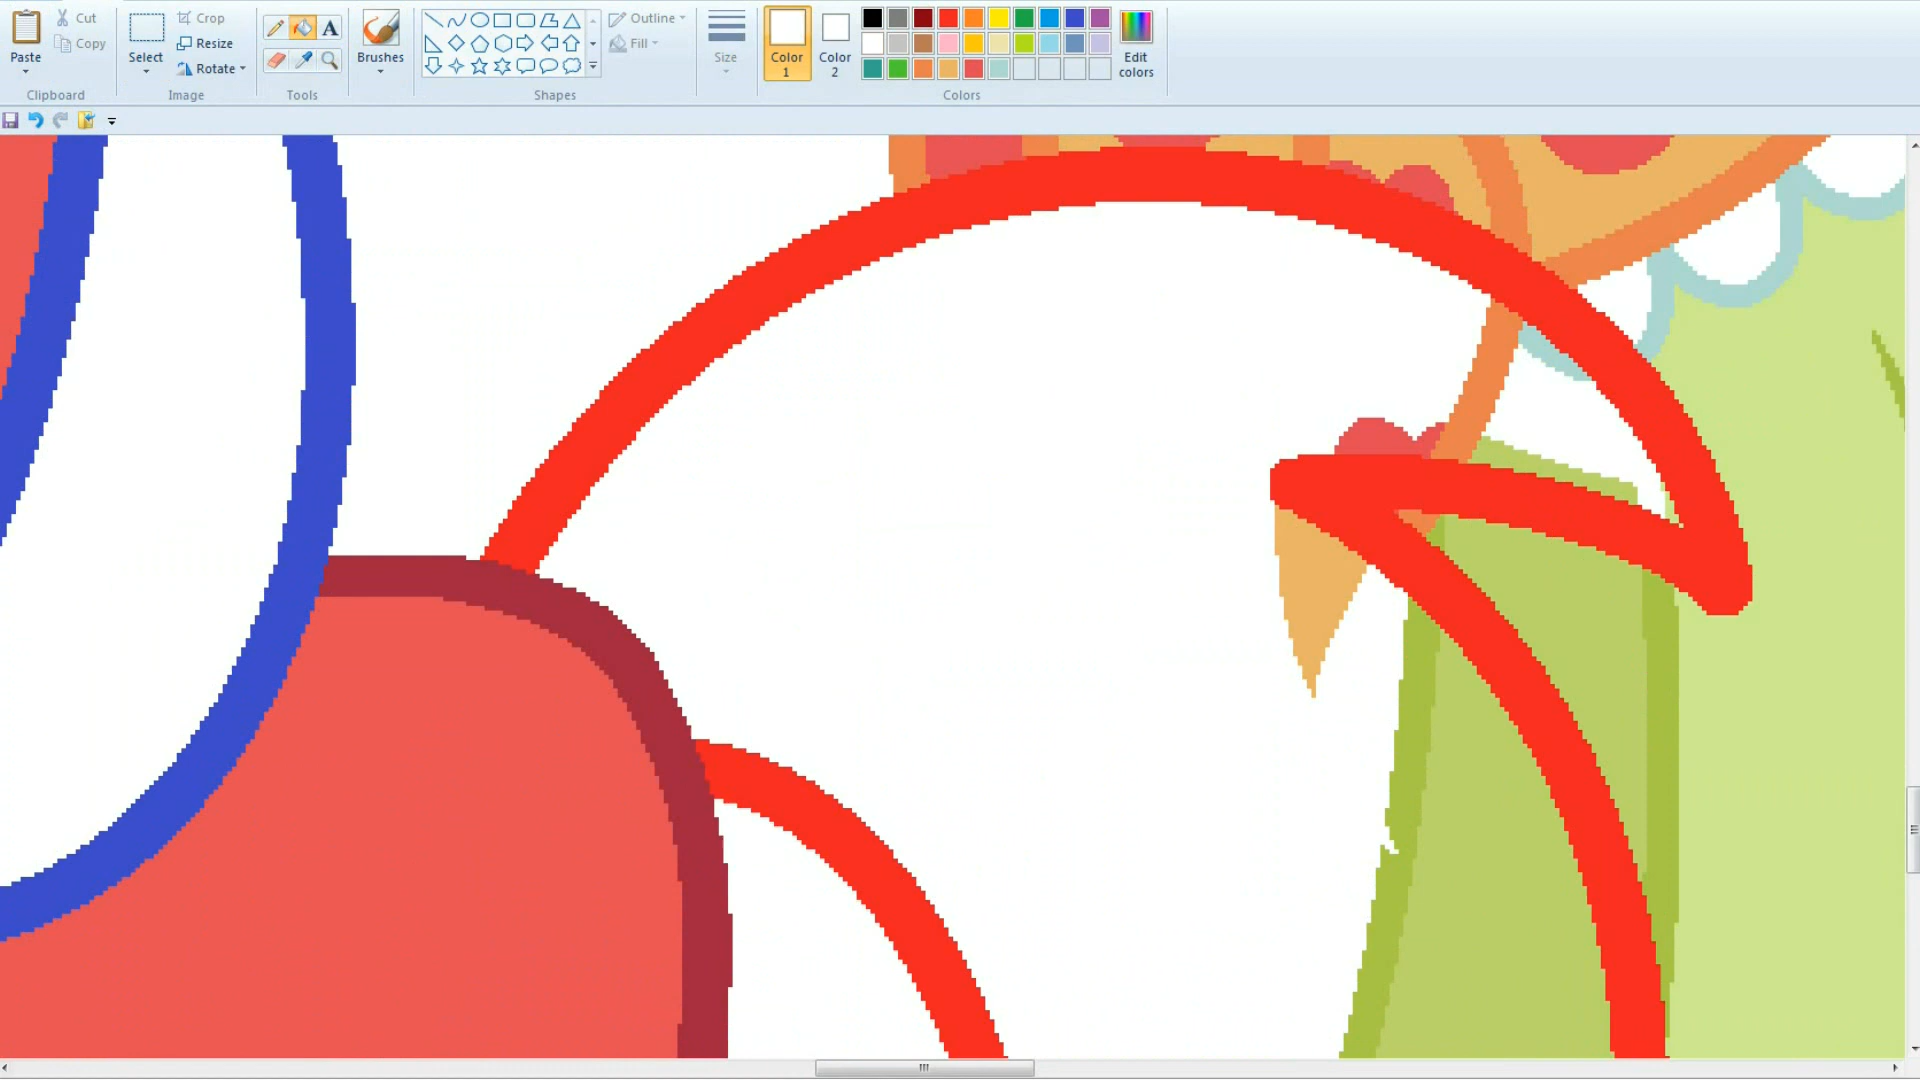 Cut
Copy
Paste
Clipboard
Crop
Resize
Rotate
Select
Image
A
Tools
Brushes
Shapes
Outline
Fill
Size
Color 1
Color 2
Edit colors
Colors